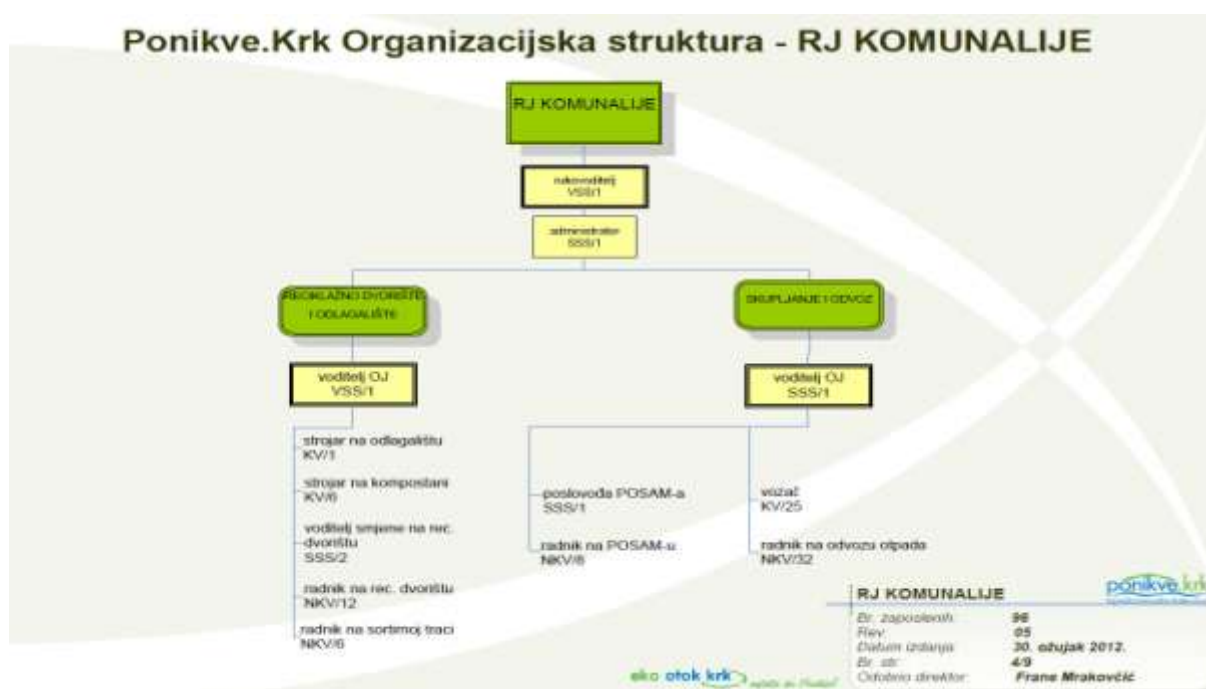 Ponikve.Krk Organizacijska struktura - RJ KOMUNALIJE
RJ KOMUNALIJE
rukovoditelj
VSS/1
administrator
SSS/1
RECIKLAŽNO DVORIŠTE
I ODLAGALIŠTE
SKUPLJANJE I ODVOZ
voditelj OJ
VSS/1
voditelj OJ
SSS/1
strojar na odlagalištu
KV/1
strojar na kompostani
KV/6
voditelj smjene na rec.
dvorištu
SSS/2
radnik na rec. dvorištu
NKV/12
radnik na sortirnoj traci
NKV/6
poslovođa POSAM-a
SSS/1
radnik na POSAM-u
NKV/6
vozač
KV/25
radnik na odvozu otpada
NKV/32
RJ KOMUNALIJE
ponikve.krk
Br. zaposlenih: 96
Rev: 05
Datum izdanja: 30. ožujak 2012.
Br. str: 4/9
Odobrio direktor: Frane Mrakovčić
eko otok krk